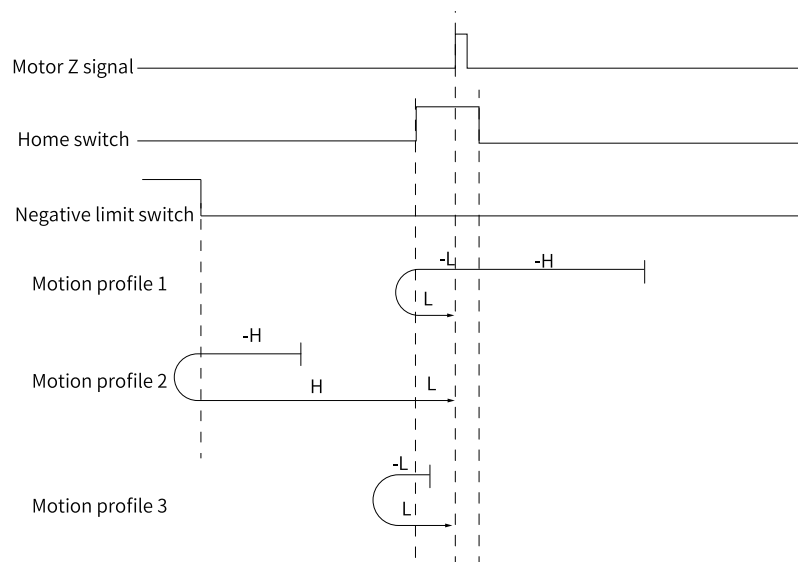 Motor Z signal
Home switch
Negative limit switch
-L
-H
Motion profile 1
L
-H
Motion profile 2
H
L
-L
L
Motion profile 3